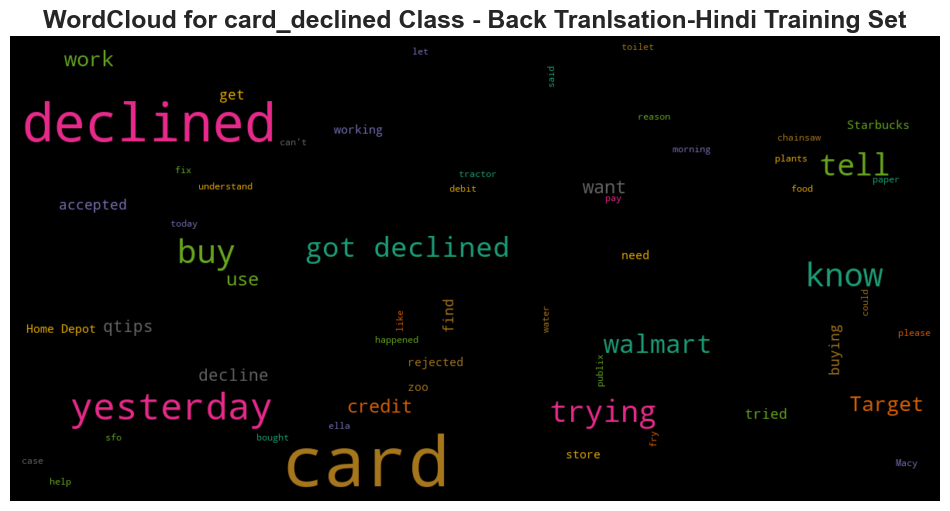 WordCloud for card_declined Class - Back Tranlsation-Hindi Training Set
let
toilet
work
said
get
declined
reason
Starbucks
working
chainsaw
can't
morning
plants
tell
fix
tractor
paper
understand
debit
want
food
pay
accepted
today
got declined
buy
need
know
use
could
find
water
like
Home Depot
qtips
please
happened
walmart
buying
rejected
publix
decline
zoo
yesterday
credit
trying
Target
tried
ella
sfo
bought
fry
card
store
case
Macy
help